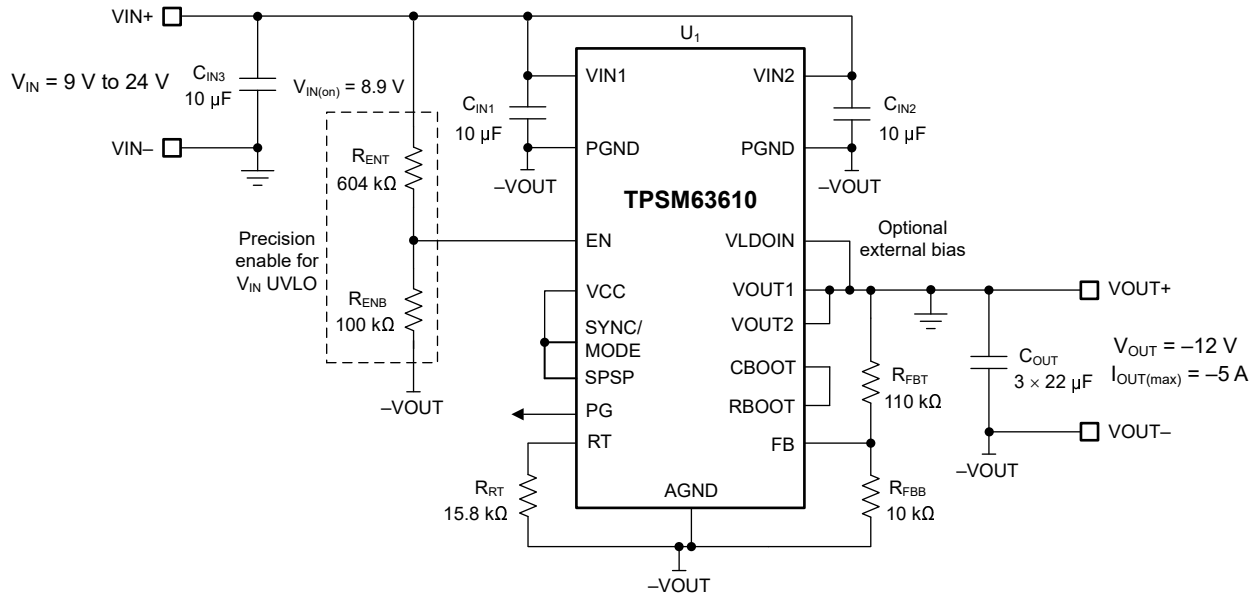 VIN+
VIN = 9 V to 24 V
CIN3
10 µF
VIN–
VIN(on) = 8.9 V
RENT
604 kΩ
Precision
enable for
VIN UVLO
RENB
100 kΩ
–VOUT
CIN1
10 µF
–VOUT
U1
VIN1
VIN2
PGND
PGND
TPSM63610
EN
VLDOIN
VCC
VOUT1
SYNC/
MODE
VOUT2
SPSP
CBOOT
PG
RBOOT
RT
FB
AGND
CIN2
10 µF
–VOUT
Optional
external bias
RRT
15.8 kΩ
–VOUT
RFBT
110 kΩ
RFBB
10 kΩ
COUT
3 × 22 µF
–VOUT
VOUT+
VOUT = –12 V
IOUT(max) = –5 A
VOUT–